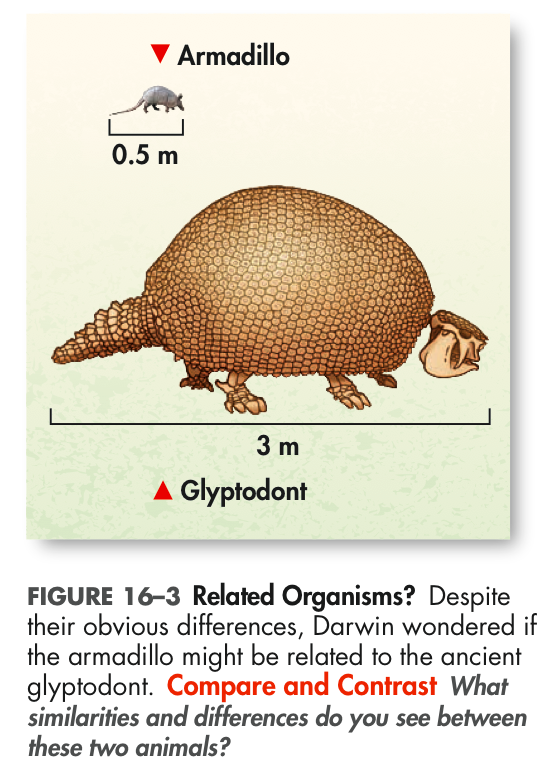 ▼ Armadillo
0.5 m
3 m
▲ Glyptodont
FIGURE 16–3 Related Organisms? Despite
their obvious differences, Darwin wondered if
the armadillo might be related to the ancient
glyptodont. Compare and Contrast What
similarities and differences do you see between
these two animals?